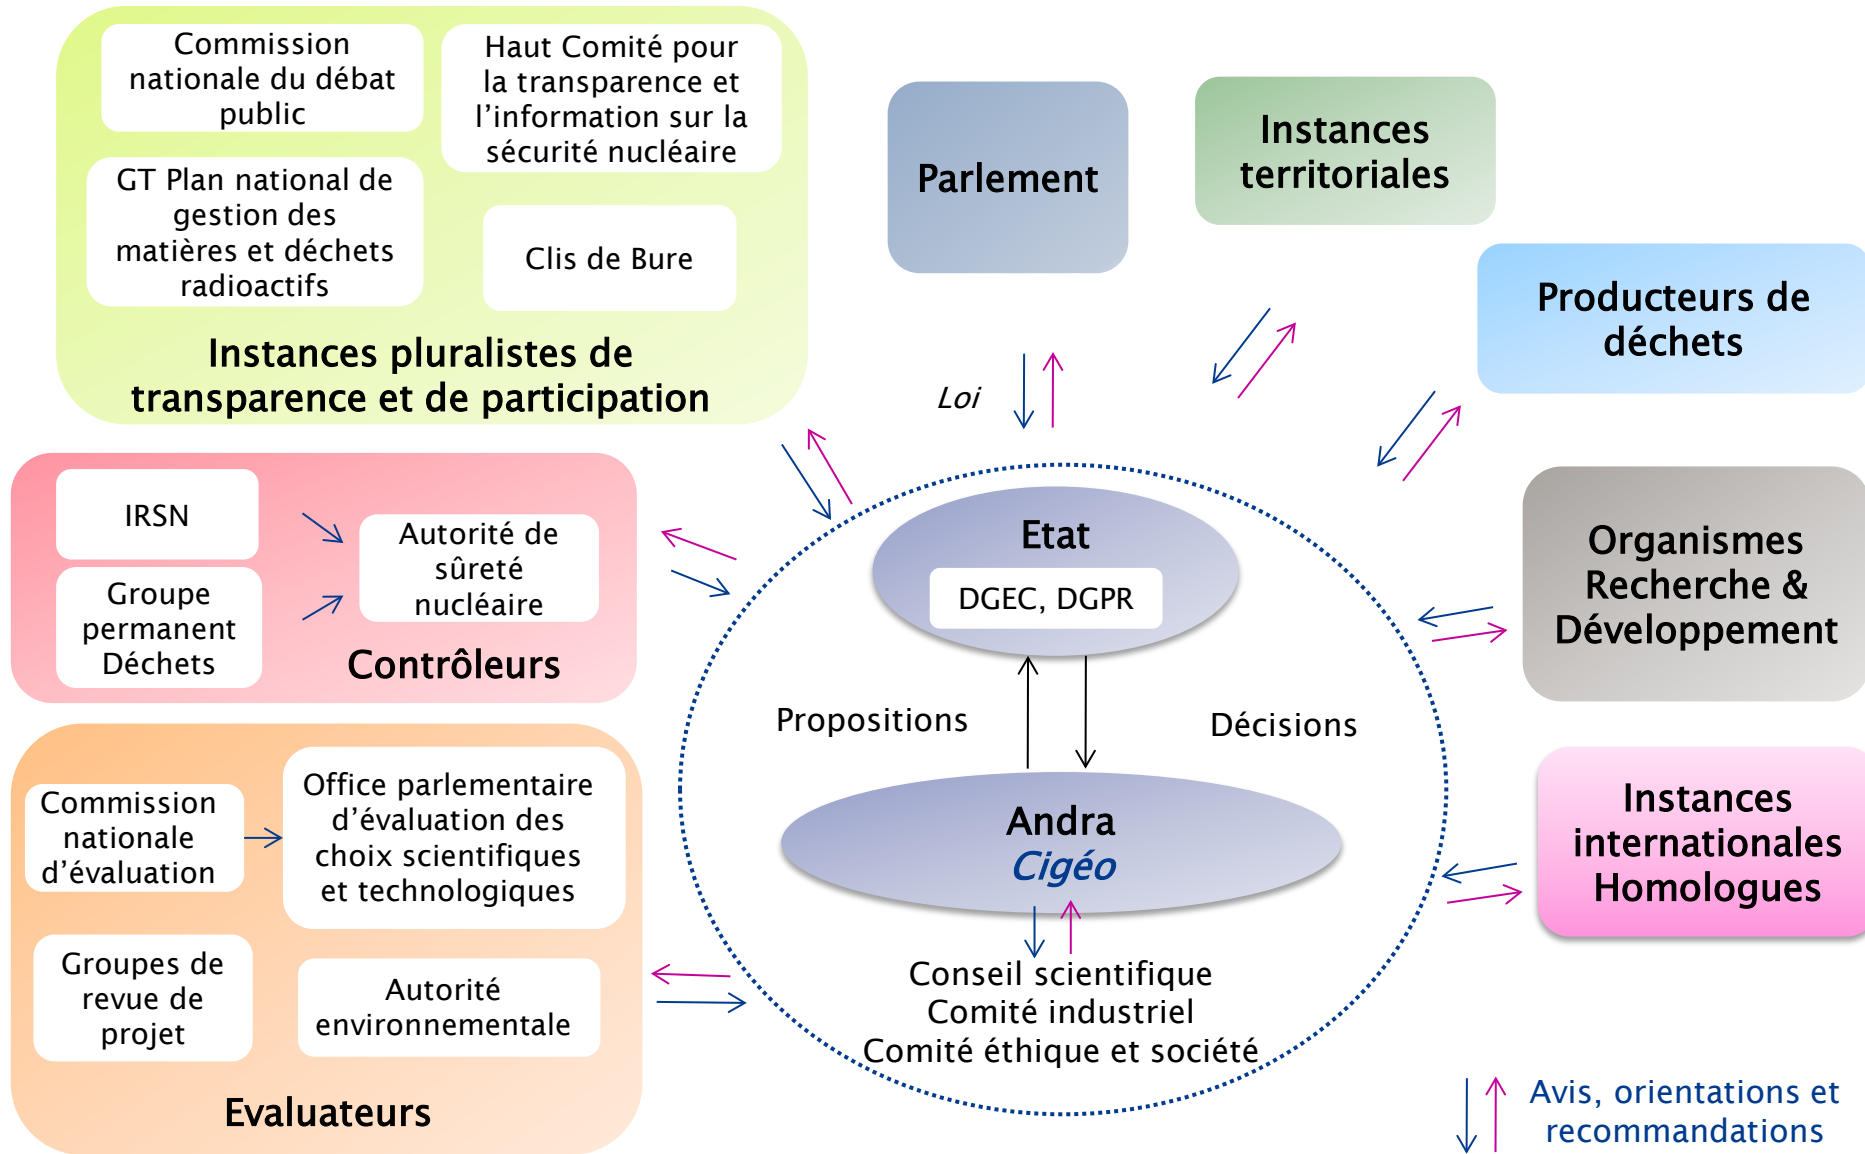 Commission
nationale du débat
public
Haut Comité pour
la transparence et
l’information sur la
sécurité nucléaire
GT Plan national de
gestion des
matières et déchets
radioactifs
Clis de Bure
Instances pluralistes de
transparence et de participation
Parlement
Instances
territoriales
Producteurs de
déchets
Loi
IRSN
Groupe
permanent
Déchets
Autorité de
sûreté
nucléaire
Contrôleurs
Etat
DGEC, DGPR
Organismes
Recherche &
Développement
Propositions
Décisions
Commission
nationale
d’évaluation
Office parlementaire
d’évaluation des
choix scientifiques
et technologiques
Groupes de
revue de
projet
Autorité
environnementale
Evaluateurs
Andra
Cigéo
Conseil scientifique
Comité industriel
Comité éthique et société
Instances
internationales
Homologues
Avis, orientations et
recommandations